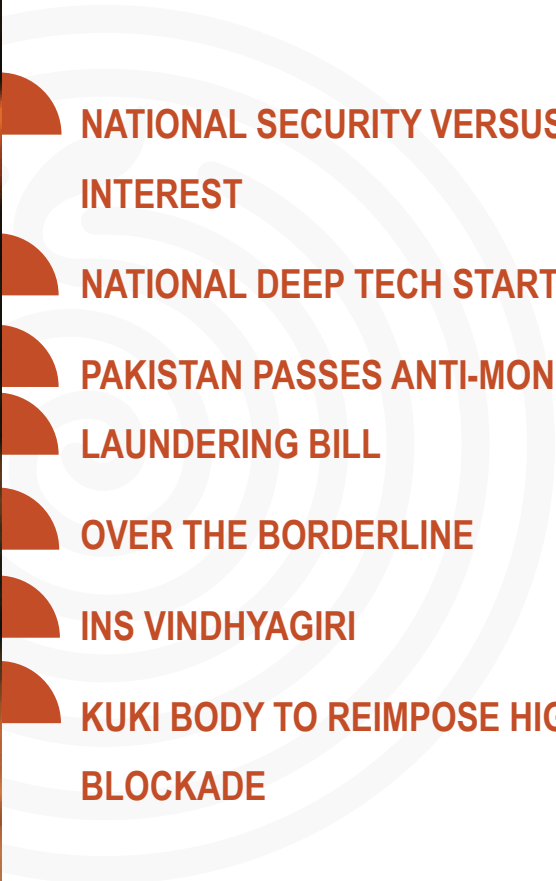 NATIONAL SECURITY VERSUS
INTEREST
NATIONAL DEEP TECH START
PAKISTAN PASSES ANTI-MON
LAUNDERING BILL
OVER THE BORDERLINE
INS VINDHYAGIRI
KUKI BODY TO REIMPOSE HIG
BLOCKADE